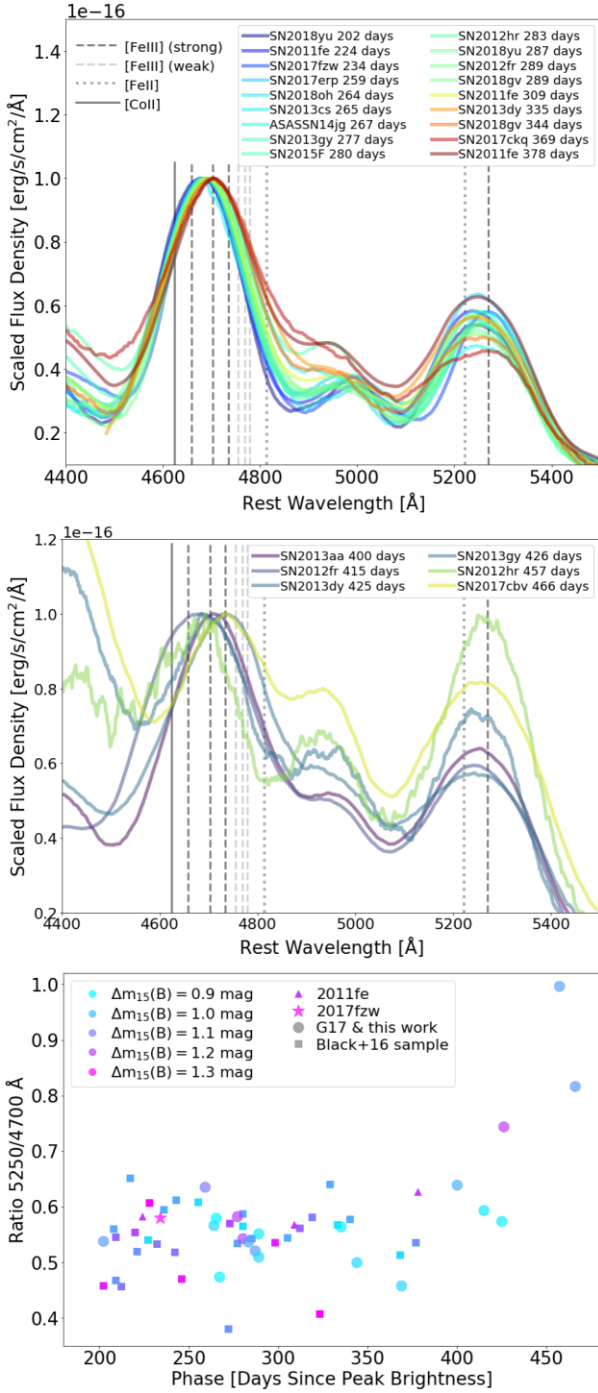 1e−16
[FeIII] (strong)
[FeIII] (weak)
[FeII]
[CoII]
SN2018yu 202 days
SN2011fe 224 days
SN2017fzw 234 days
SN2017erp 259 days
SN2018oh 264 days
SN2013cs 265 days
ASASSN14jg 267 days
SN2013gy 277 days
SN2015F 280 days
SN2012hr 283 days
SN2018yu 287 days
SN2012fr 289 days
SN2018gv 289 days
SN2011fe 309 days
SN2013dy 335 days
SN2018gv 344 days
SN2017ckq 369 days
SN2011fe 378 days
1.4
1.2
1.0
0.8
0.6
0.4
0.2
Scaled Flux Density [erg/s/cm²/Å]
4400 4600 4800 5000 5200 5400
Rest Wavelength [Å]
1e−16
SN2013aa 400 days
SN2012fr 415 days
SN2013dy 425 days
SN2013gy 426 days
SN2012hr 457 days
SN2017cbv 466 days
1.2
1.0
0.8
0.6
0.4
0.2
Scaled Flux Density [erg/s/cm²/Å]
4400 4600 4800 5000 5200 5400
Rest Wavelength [Å]
Δm₁₅(B) = 0.9 mag
Δm₁₅(B) = 1.0 mag
Δm₁₅(B) = 1.1 mag
Δm₁₅(B) = 1.2 mag
Δm₁₅(B) = 1.3 mag
2011fe
2017fzw
G17 & this work
Black+16 sample
1.0
0.9
0.8
0.7
0.6
0.5
0.4
Ratio 5250/4700 Å
200 250 300 350 400 450
Phase [Days Since Peak Brightness]